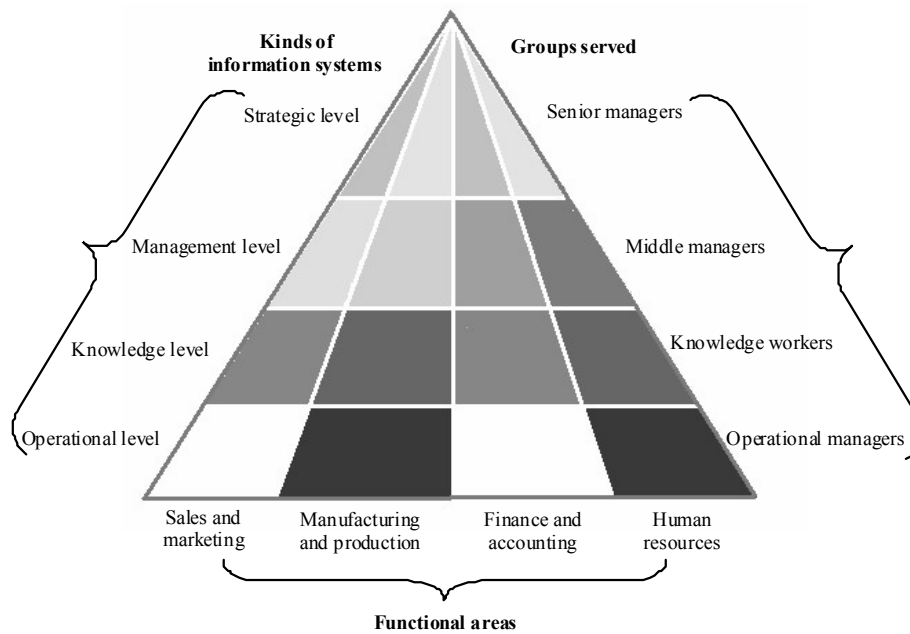 Kinds of
information systems
Groups served
Strategic level
Senior managers
Management level
Middle managers
Knowledge level
Knowledge workers
Operational level
Operational managers
Sales and
marketing
Manufacturing
and production
Finance and
accounting
Human
resources
Functional areas